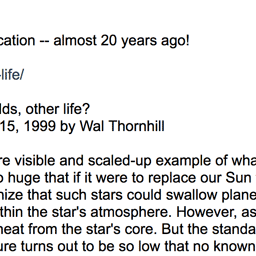 cation -- almost 20 years ago!
life/
lds, other life?
15, 1999 by Wal Thornhill
re visible and scaled-up example of wha
o huge that if it were to replace our Sun
nize that such stars could swallow plane
thin the star's atmosphere. However, as
heat from the star's core. But the standa
ure turns out to be so low that no known